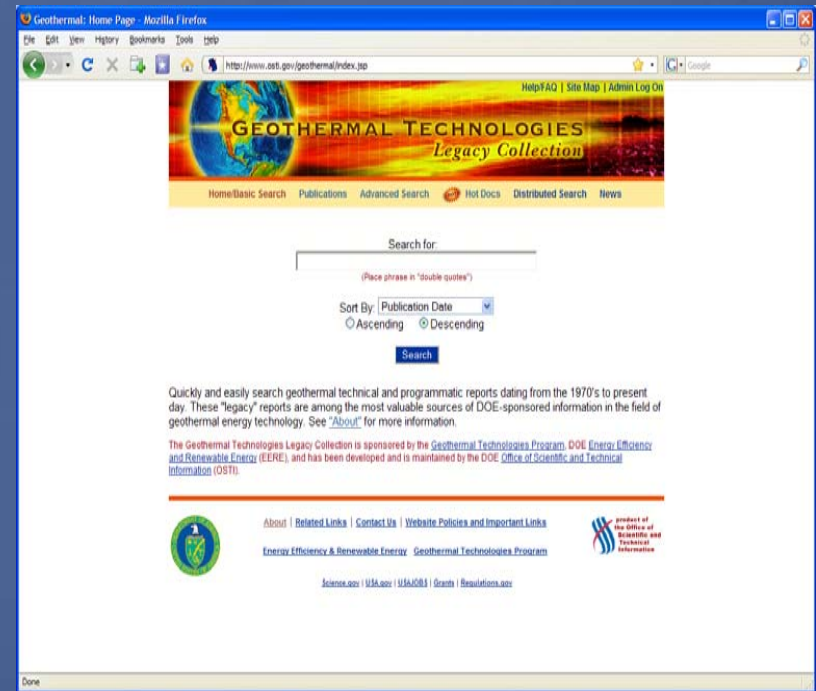 Geothermal: Home Page - Mozilla Firefox
File Edit View History Bookmarks Tools Help
http://www.osti.gov/geothermal/index.jsp
Google
Help/FAQ | Site Map | Admin Log On
GEOTHERMAL TECHNOLOGIES
Legacy Collection
Home/Basic Search Publications Advanced Search Hot Docs Distributed Search News
Search for:
(Place phrase in "double quotes")
Sort By: Publication Date
Ascending Descending
Search
Quickly and easily search geothermal technical and programmatic reports dating from the 1970's to present
day. These "legacy" reports are among the most valuable sources of DOE-sponsored information in the field of
geothermal energy technology. See "About" for more information.
The Geothermal Technologies Legacy Collection is sponsored by the Geothermal Technologies Program, DOE Energy Efficiency
and Renewable Energy (EERE), and has been developed and is maintained by the DOE Office of Scientific and Technical
Information (OSTI).
About | Related Links | Contact Us | Website Policies and Important Links
product of
the Office of
Scientific and
Technical
Information
Energy Efficiency & Renewable Energy Geothermal Technologies Program
Science.gov | USA.gov | USAJOBS | Grants | Regulations.gov
Done